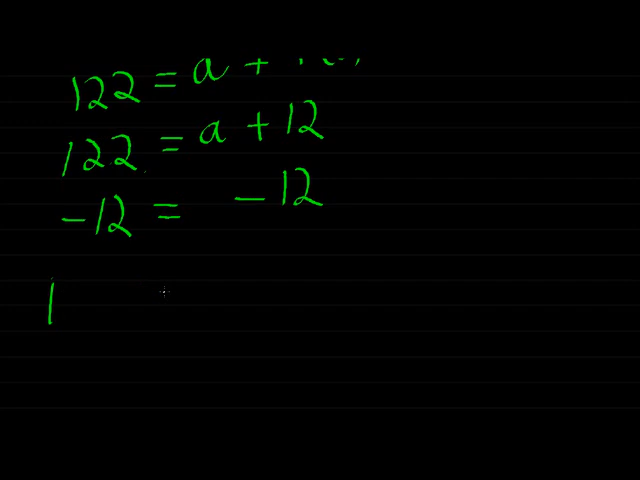 122 = a +
122 = a + 12
-12 = - 12
1